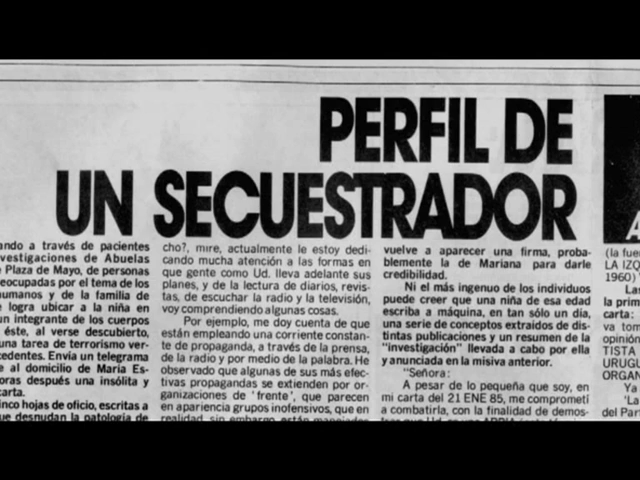 PERFIL DE
UN SECUESTRADOR
ando a través de pacientes
vestigaciones de Abuelas
Plaza de Mayo, de personas
eocupadas por el tema de los
umanos y de la familia de
logra ubicar a la niña en
un integrante de los cuerpos
éste, al verse descubierto,
una tarea de terrorismo ver-
cedentes. Envía un telegrama
al domicilio de María Es-
oras después una insólita y
carta.
nco hojas de oficio, escritas a
ue desnudan la patología de
cho?, mire, actualmente le estoy dedi-
cando mucha atención a las formas en
que gente como Ud. lleva adelante sus
planes, y de la lectura de diarios, revis-
tas, de escuchar la radio y la televisión,
voy comprendiendo algunas cosas.
Por ejemplo, me doy cuenta de que
están empleando una corriente constan-
te de propaganda, a través de la prensa,
de la radio y por medio de la palabra. He
observado que algunas de sus más efec-
tivas propagandas se extienden por or-
ganizaciones de 'frente', que parecen
en apariencia grupos inofensivos, que en
realidad, sin embargo, están manejados
vuelve a aparecer una firma, proba-
blemente la de Mariana para darle
credibilidad.
Ni el más ingenuo de los individuos
puede creer que una niña de esa edad
escriba a máquina, en tan sólo un día,
una serie de conceptos extraídos de dis-
tintas publicaciones y un resumen de la
"investigación" llevada a cabo por ella
y anunciada en la misiva anterior.
"Señora:
A pesar de lo pequeña que soy, en
mi carta del 21 ENE 85, me comprometí
a combatirla, con la finalidad de demos-
A
(la fue
LA IZQ
1960)
Las
la prim
carta:
va tom
opinión
TISTA
URUGU
ORGAN
Ya
'La
del Par